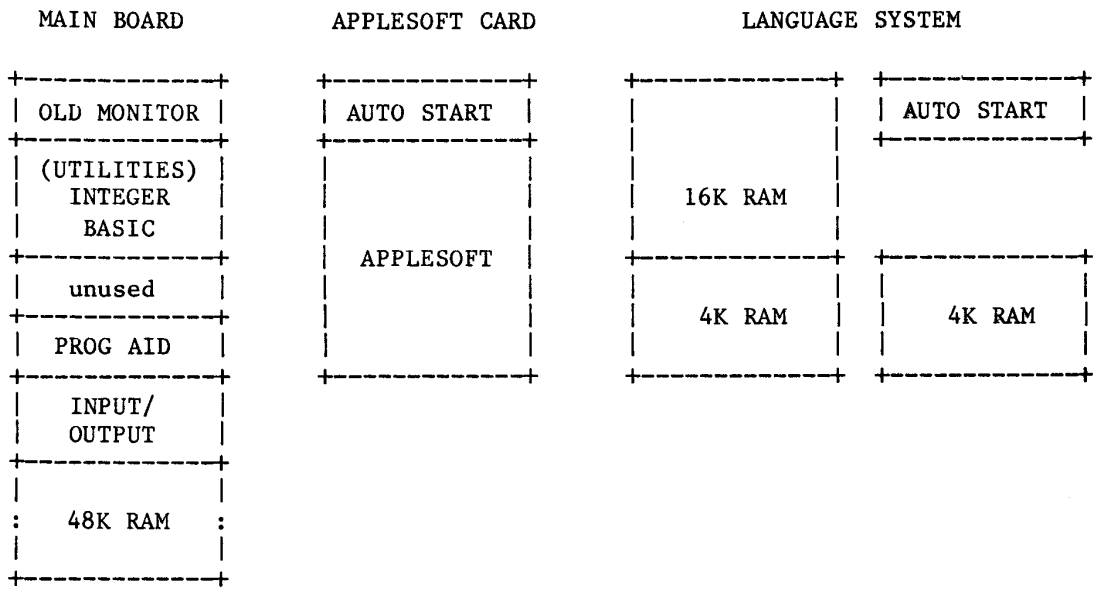 MAIN BOARD APPLESOFT CARD LANGUAGE SYSTEM
OLD MONITOR AUTO START AUTO START
(UTILITIES)
INTEGER 16K RAM
BASIC
APPLESOFT
unused 4K RAM 4K RAM
PROG AID
INPUT/
OUTPUT
: 48K RAM :